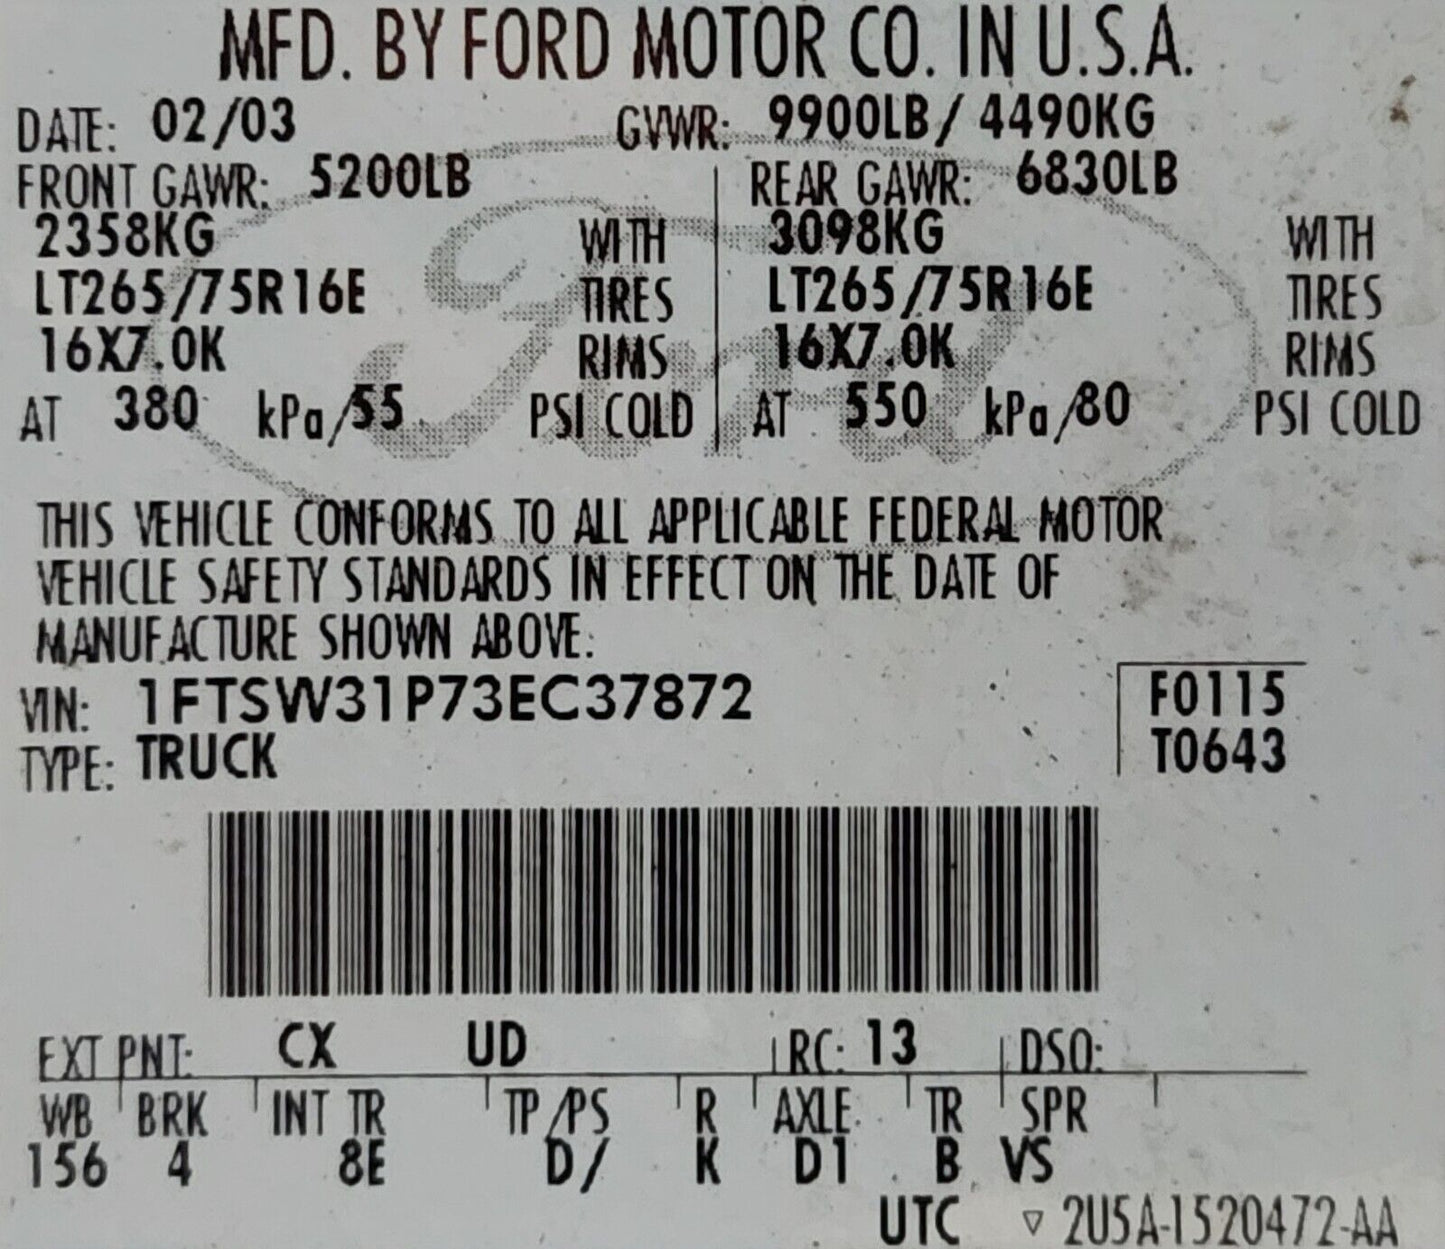 MFD. BY FORD MOTOR CO. IN U.S.A.
DATE: 02/03 GVWR: 9900LB/ 4490KG
FRONT GAWR: 5200LB REAR GAWR: 6830LB
2358KG WITH 3098KG WITH
LT265/75R16E TIRES LT265/75R16E TIRES
16X7.0K RIMS 16X7.0K RIMS
AT 380 kPa/55 PSI COLD AT 550 kPa/80 PSI COLD
THIS VEHICLE CONFORMS TO ALL APPLICABLE FEDERAL MOTOR
VEHICLE SAFETY STANDARDS IN EFFECT ON THE DATE OF
MANUFACTURE SHOWN ABOVE.
VIN: 1FTSW31P73EC37872 F0115
TYPE: TRUCK T0643
EXT PNT: CX UD RC: 13 DSO:
WB BRK INT TR TP/PS R AXLE TR SPR
156 4 8E D/ K D1 B VS
UTC ▽ 2U5A-1520472-AA
Ford